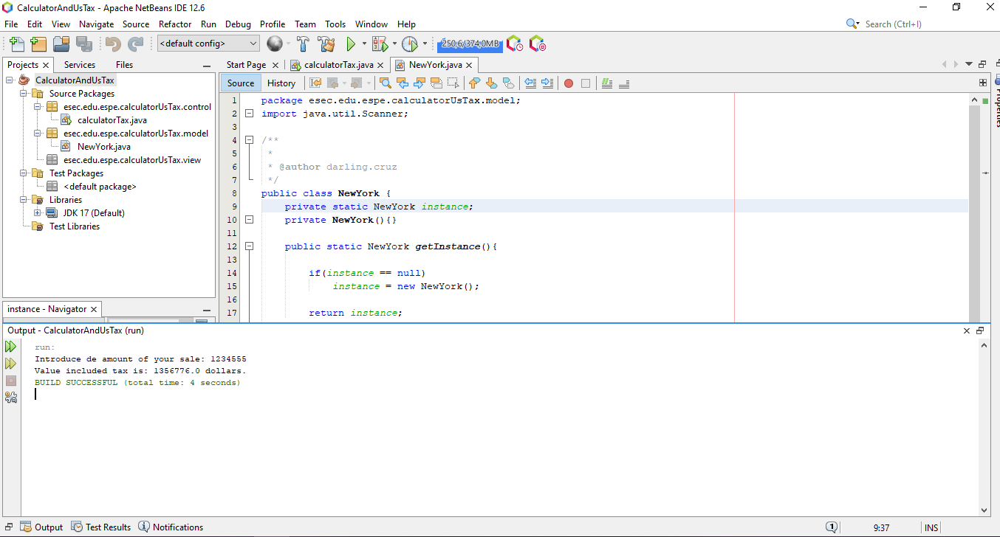 CalculatorAndUsTax - Apache NetBeans IDE 12.6
File Edit View Navigate Source Refactor Run Debug Profile Team Tools Window Help
Search (Ctrl+I)
<default config>
250,6/374,0MB
Projects Services Files
CalculatorAndUsTax
Source Packages
esec.edu.espe.calculatorUsTax.control
calculatorTax.java
esec.edu.espe.calculatorUsTax.model
NewYork.java
esec.edu.espe.calculatorUsTax.view
Test Packages
<default package>
Libraries
JDK 17 (Default)
Test Libraries
instance - Navigator
Start Page calculatorTax.java NewYork.java
Source History
1 package esec.edu.espe.calculatorUsTax.model;
2 import java.util.Scanner;
3
4 /**
5 *
6 * @author darling.cruz
7 */
8 public class NewYork {
9 private static NewYork instance;
10 private NewYork(){}
11
12 public static NewYork getInstance(){
13
14 if(instance == null)
15 instance = new NewYork();
16
17 return instance;
Properties
Output - CalculatorAndUsTax (run)
run:
Introduce de amount of your sale: 1234555
Value included tax is: 1356776.0 dollars.
BUILD SUCCESSFUL (total time: 4 seconds)
Output Test Results Notifications
1 9:37 INS